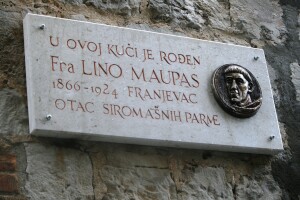 U OVOJ KUĆI JE ROĐEN
Fra LINO MAUPAS
1866-1924 FRANJEVAC
OTAC SIROMAŠNIH PARME